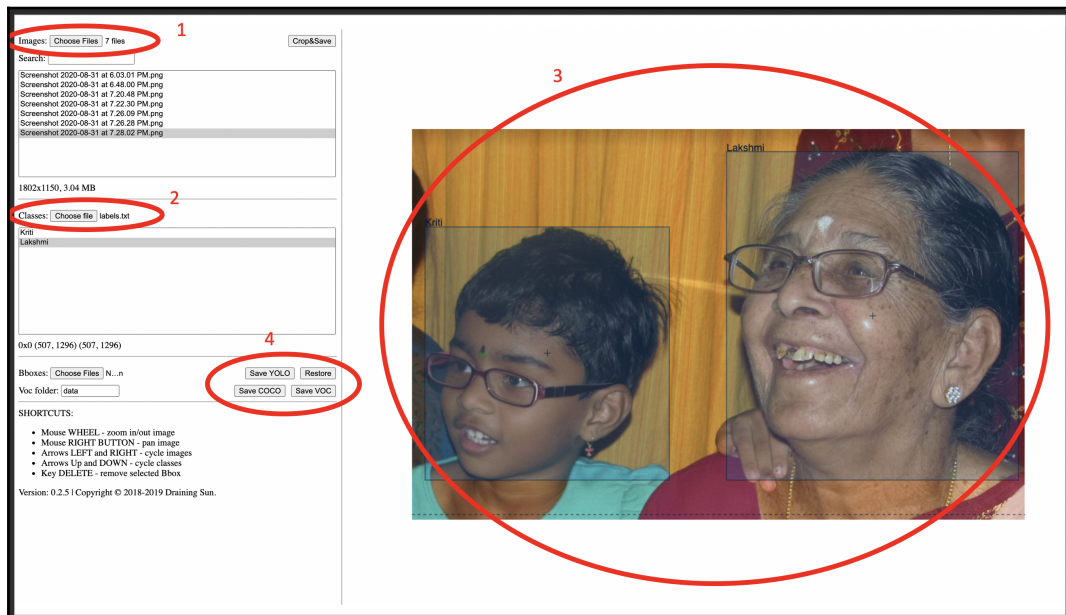 1
Images: Choose Files 7 files Crop&Save
Search:
Screenshot 2020-08-31 at 6.03.01 PM.png
Screenshot 2020-08-31 at 6.48.00 PM.png
Screenshot 2020-08-31 at 7.20.48 PM.png
Screenshot 2020-08-31 at 7.22.30 PM.png
Screenshot 2020-08-31 at 7.26.09 PM.png
Screenshot 2020-08-31 at 7.26.28 PM.png
Screenshot 2020-08-31 at 7.28.02 PM.png
1802x1150, 3.04 MB
2
Classes: Choose file labels.txt
Kriti
Lakshmi
0x0 (507, 1296) (507, 1296)
4
Bboxes: Choose Files N...n Save YOLO Restore
Voc folder: data Save COCO Save VOC
SHORTCUTS:
• Mouse WHEEL - zoom in/out image
• Mouse RIGHT BUTTON - pan image
• Arrows LEFT and RIGHT - cycle images
• Arrows Up and DOWN - cycle classes
• Key DELETE - remove selected Bbox
Version: 0.2.5 | Copyright © 2018-2019 Draining Sun.
3
Lakshmi
Kriti